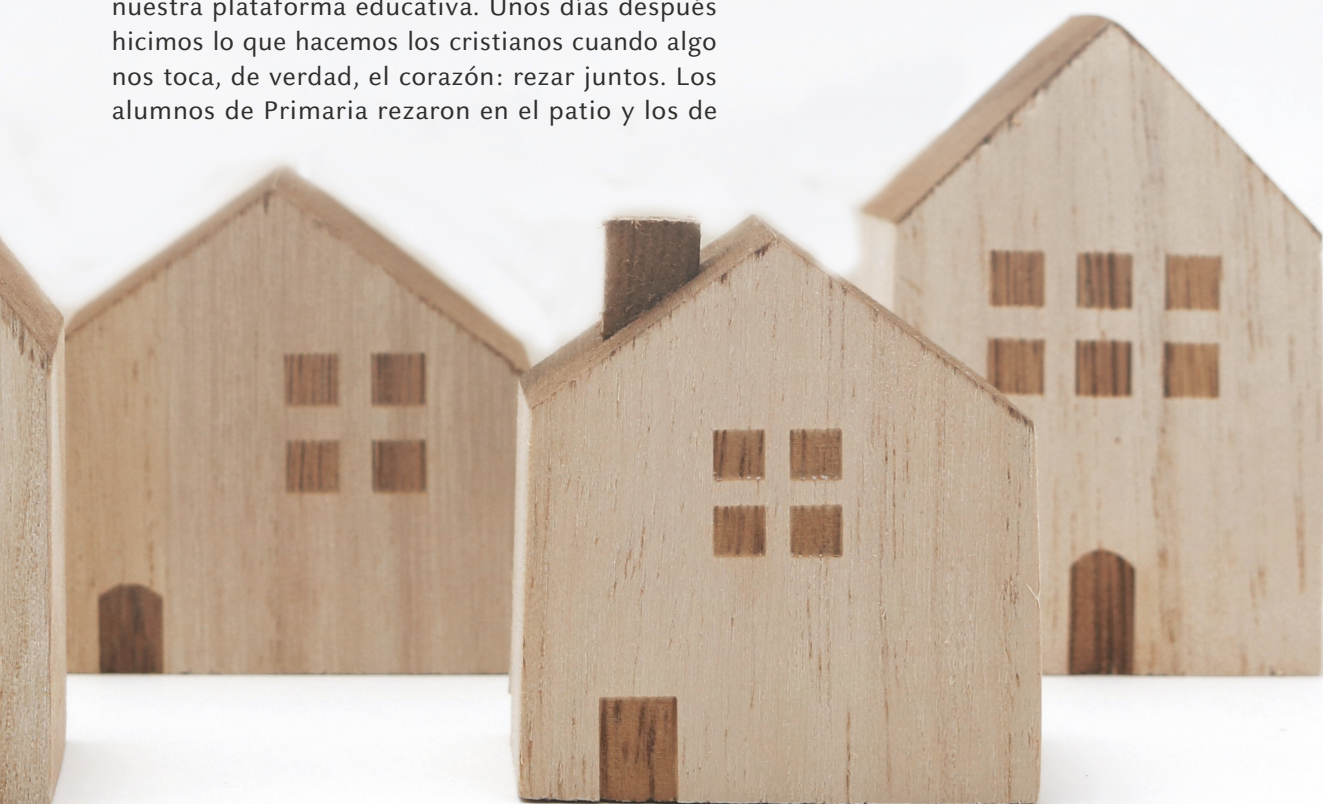 nuestra plataforma educativa. Unos días después
hicimos lo que hacemos los cristianos cuando algo
nos toca, de verdad, el corazón: rezar juntos. Los
alumnos de Primaria rezaron en el patio y los de